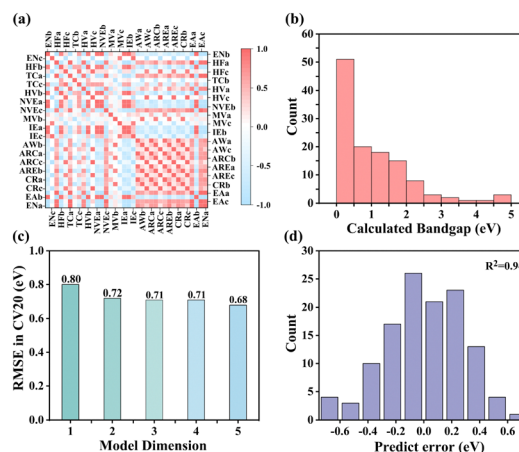 (a)
ENb HFa HFc TCb HVa HVc NVEb MVa MVc IEb AWa AWc ARCb AREa AREc CRb EAa EAc
ENc
HFb
TCa
TCc
HVb
NVEa
NVEc
MVb
IEa
IEc
AWb
ARCa
ARCc
AREb
CRa
CRc
EAb
ENa
ENb
HFa
HFc
TCb
HVa
HVc
NVEb
MVa
MVc
IEb
AWa
AWc
ARCb
AREa
AREc
CRb
EAa
EAc
ENc HFb TCa TCc HVb NVEa NVEc MVb IEa IEc AWb ARCa ARCc AREb CRa CRc EAb ENa
1.0
0.5
0.0
-0.5
-1.0
(b)
Count
60
50
40
30
20
10
0
0 1 2 3 4 5
Calculated Bandgap (eV)
(c)
RMSE in CV20 (eV)
1.0
0.8
0.6
0.4
0.2
0.0
0.80 0.72 0.71 0.71 0.68
1 2 3 4 5
Model Dimension
(d)
R²=0.9
Count
30
25
20
15
10
5
0
-0.6 -0.4 -0.2 0.0 0.2 0.4 0.6
Predict error (eV)